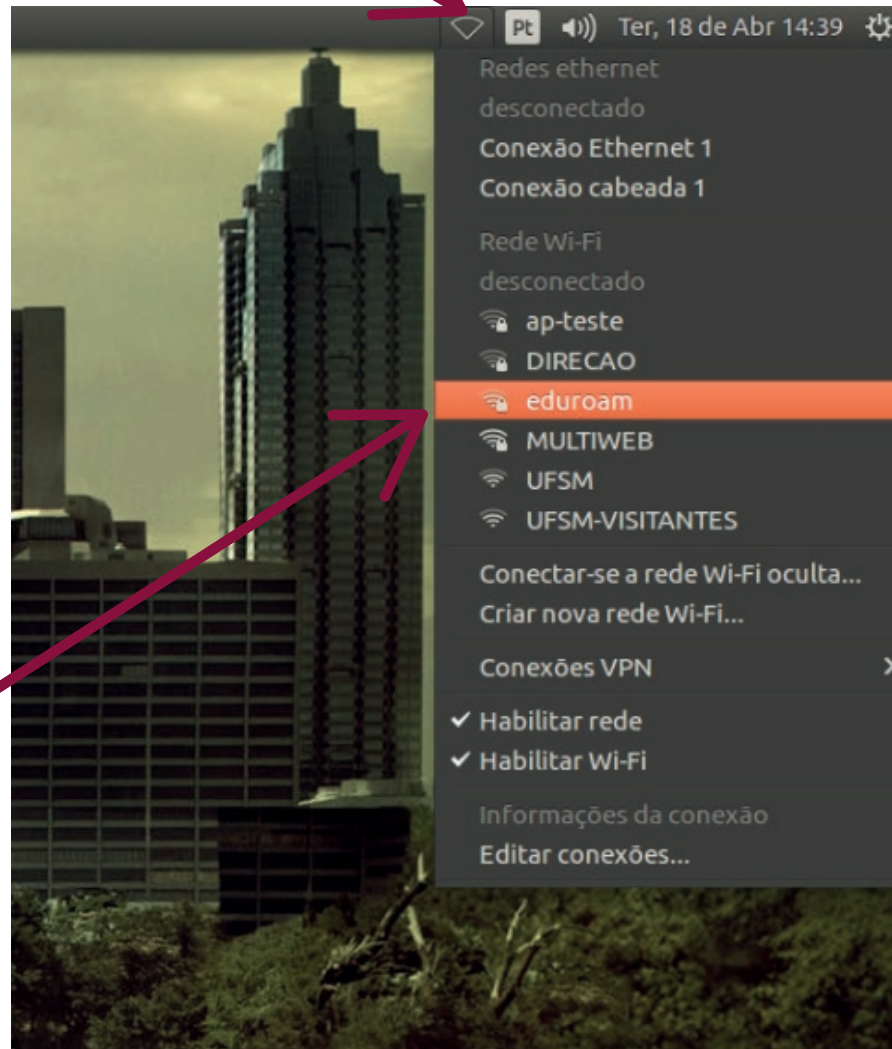 Pt Ter, 18 de Abr 14:39
Redes ethernet
desconectado
Conexão Ethernet 1
Conexão cabeada 1
Rede Wi-Fi
desconectado
ap-teste
DIRECAO
eduroam
MULTIWEB
UFSM
UFSM-VISITANTES
Conectar-se a rede Wi-Fi oculta...
Criar nova rede Wi-Fi...
Conexões VPN
Habilitar rede
Habilitar Wi-Fi
Informações da conexão
Editar conexões...